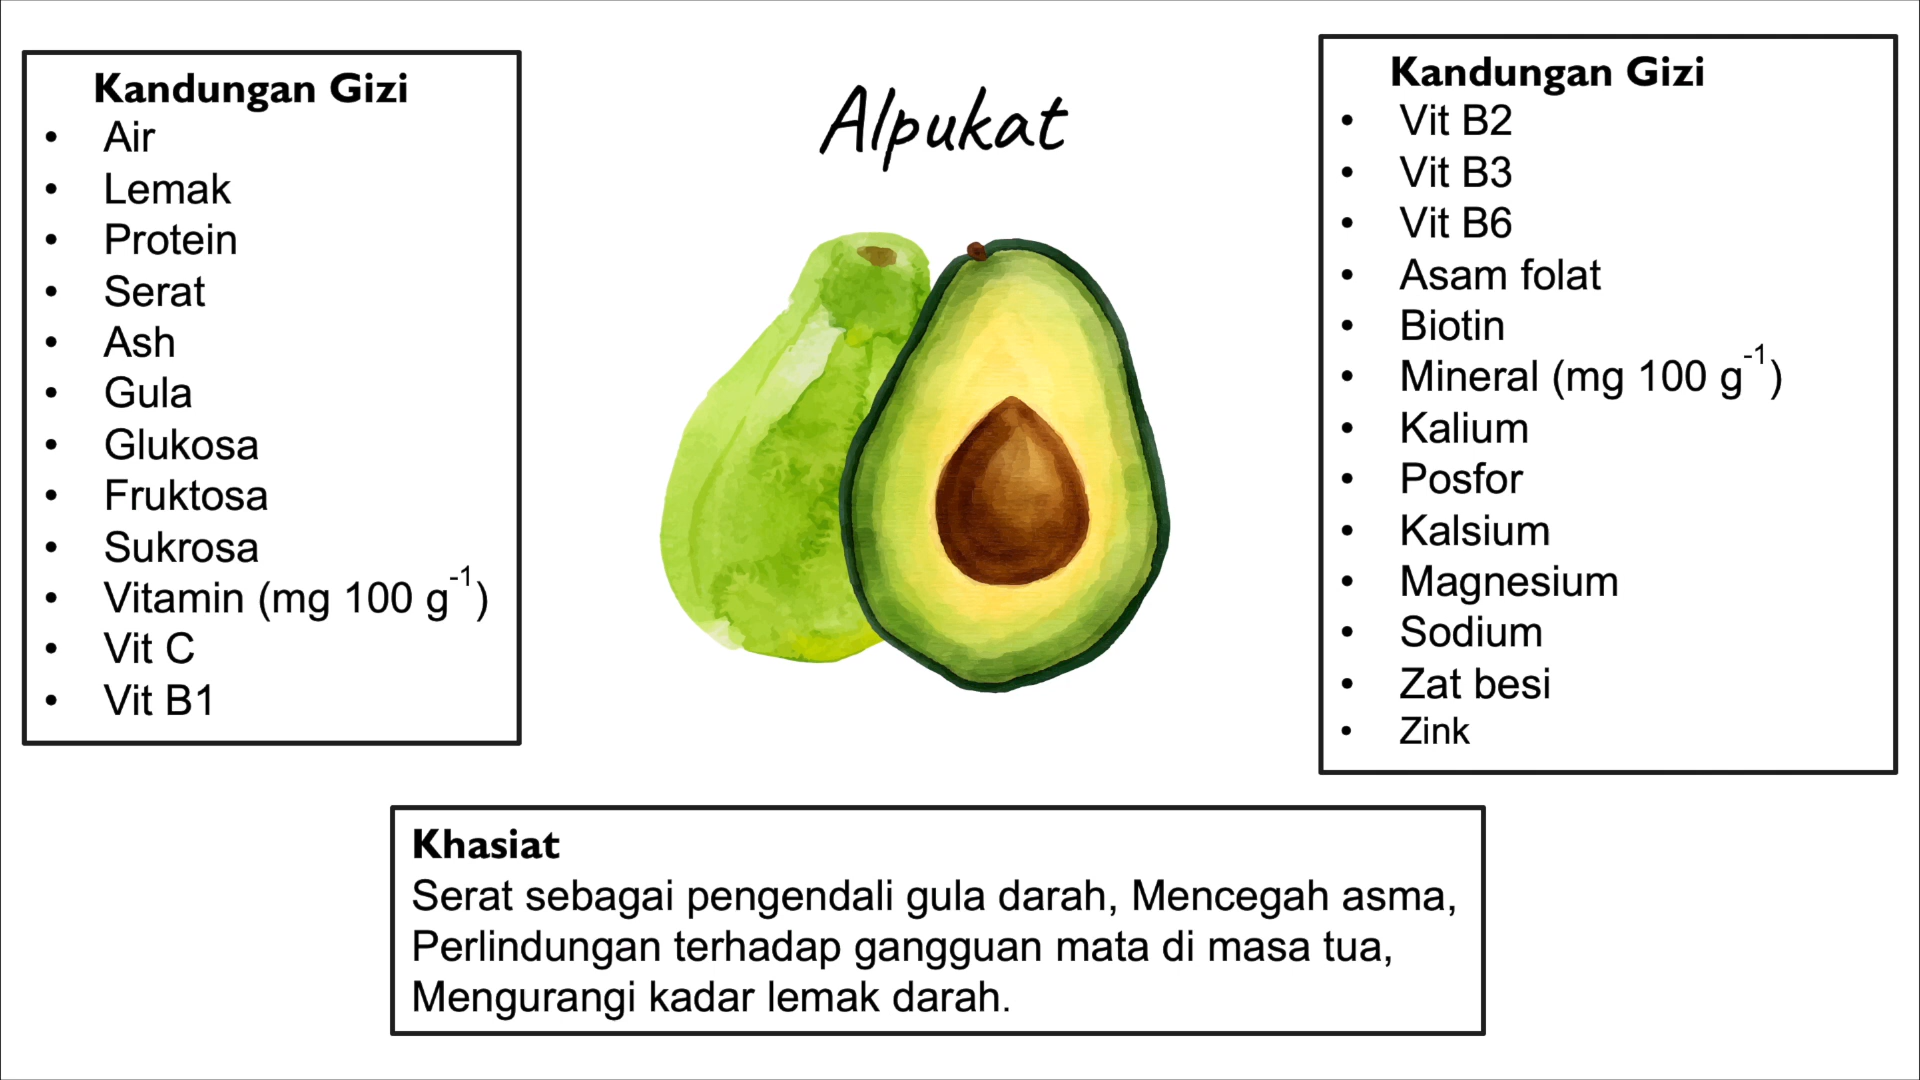 Kandungan Gizi
• Air
• Lemak
• Protein
• Serat
• Ash
• Gula
• Glukosa
• Fruktosa
• Sukrosa
• Vitamin (mg 100 g⁻¹)
• Vit C
• Vit B1
Alpukat
Kandungan Gizi
• Vit B2
• Vit B3
• Vit B6
• Asam folat
• Biotin
• Mineral (mg 100 g⁻¹)
• Kalium
• Posfor
• Kalsium
• Magnesium
• Sodium
• Zat besi
• Zink
Khasiat
Serat sebagai pengendali gula darah, Mencegah asma,
Perlindungan terhadap gangguan mata di masa tua,
Mengurangi kadar lemak darah.